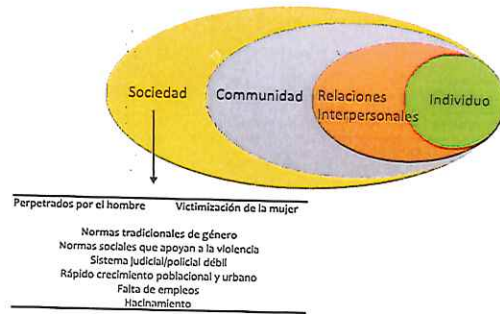 Sociedad
Communidad
Relaciones
Interpersonales
Individuo
Perpetrados por el hombre Victimización de la mujer
Normas tradicionales de género
Normas sociales que apoyan a la violencia
Sistema judicial/policial débil
Rápido crecimiento poblacional y urbano
Falta de empleos
Hacinamiento